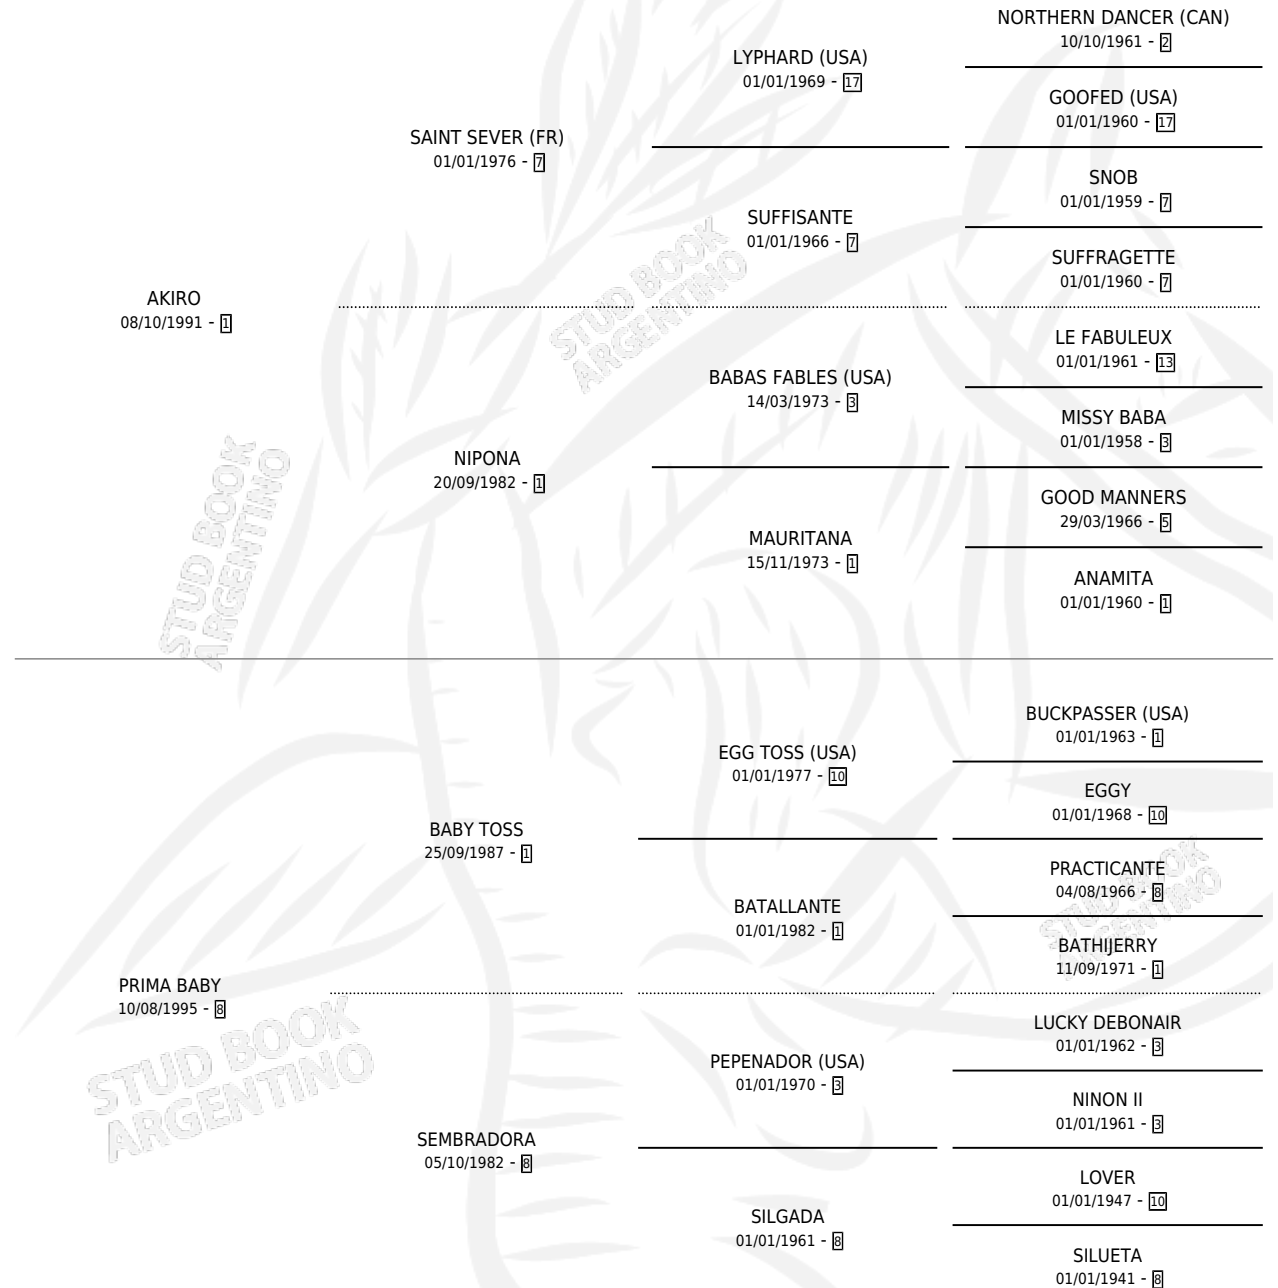 NORTHERN DANCER (CAN)
10/10/1961 - 2
LYPHARD (USA)
01/01/1969 - 17
GOOFED (USA)
01/01/1960 - 17
SAINT SEVER (FR)
01/01/1976 - 7
SNOB
01/01/1959 - 7
SUFFISANTE
01/01/1966 - 7
SUFFRAGETTE
01/01/1960 - 7
AKIRO
08/10/1991 - 1
LE FABULEUX
01/01/1961 - 13
BABAS FABLES (USA)
14/03/1973 - 3
MISSY BABA
01/01/1958 - 3
NIPONA
20/09/1982 - 1
GOOD MANNERS
29/03/1966 - 5
MAURITANA
15/11/1973 - 1
ANAMITA
01/01/1960 - 1
BUCKPASSER (USA)
01/01/1963 - 1
EGG TOSS (USA)
01/01/1977 - 10
EGGY
01/01/1968 - 10
BABY TOSS
25/09/1987 - 1
PRACTICANTE
04/08/1966 - 8
BATALLANTE
01/01/1982 - 1
BATHIJERRY
11/09/1971 - 1
PRIMA BABY
10/08/1995 - 8
LUCKY DEBONAIR
01/01/1962 - 3
PEPENADOR (USA)
01/01/1970 - 3
NINON II
01/01/1961 - 3
SEMBRADORA
05/10/1982 - 8
LOVER
01/01/1947 - 10
SILGADA
01/01/1961 - 8
SILUETA
01/01/1941 - 8
STUD BOOK
ARGENTINO
STUD BOOK
ARGENTINO
STUD BOOK
ARGENTINO
STUD BOOK
ARGENTINO